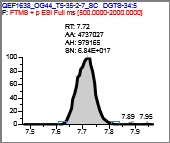 QEF1638_OG44_T5-35-2-7_SC DGTS-34:5
F: FTMS + p ESI Full ms [500.0000-2000.0000]
RT: 7.72
AA: 4737027
AH: 979165
SN: 6.84E+017
100
80
60
40
20
0
7.89 7.95
7.5 7.6 7.7 7.8 7.9